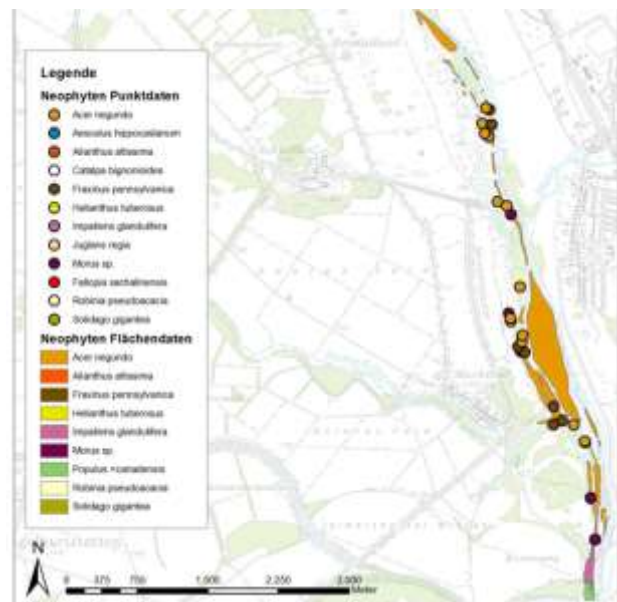 Legende
Neophyten Punktdaten
Acer negundo
Aesculus hippocastanum
Ailanthus altissima
Catalpa bignonioides
Fraxinus pennsylvanica
Helianthus tuberosus
Impatiens glandulifera
Juglans regia
Morus sp.
Fallopia sachalinensis
Robinia pseudoacacia
Solidago gigantea
Neophyten Flächendaten
Acer negundo
Ailanthus altissima
Fraxinus pennsylvanica
Helianthus tuberosus
Impatiens glandulifera
Morus sp.
Populus ×canadensis
Robinia pseudoacacia
Solidago gigantea
N
0 375 750 1.500 2.250 3.000
Meter